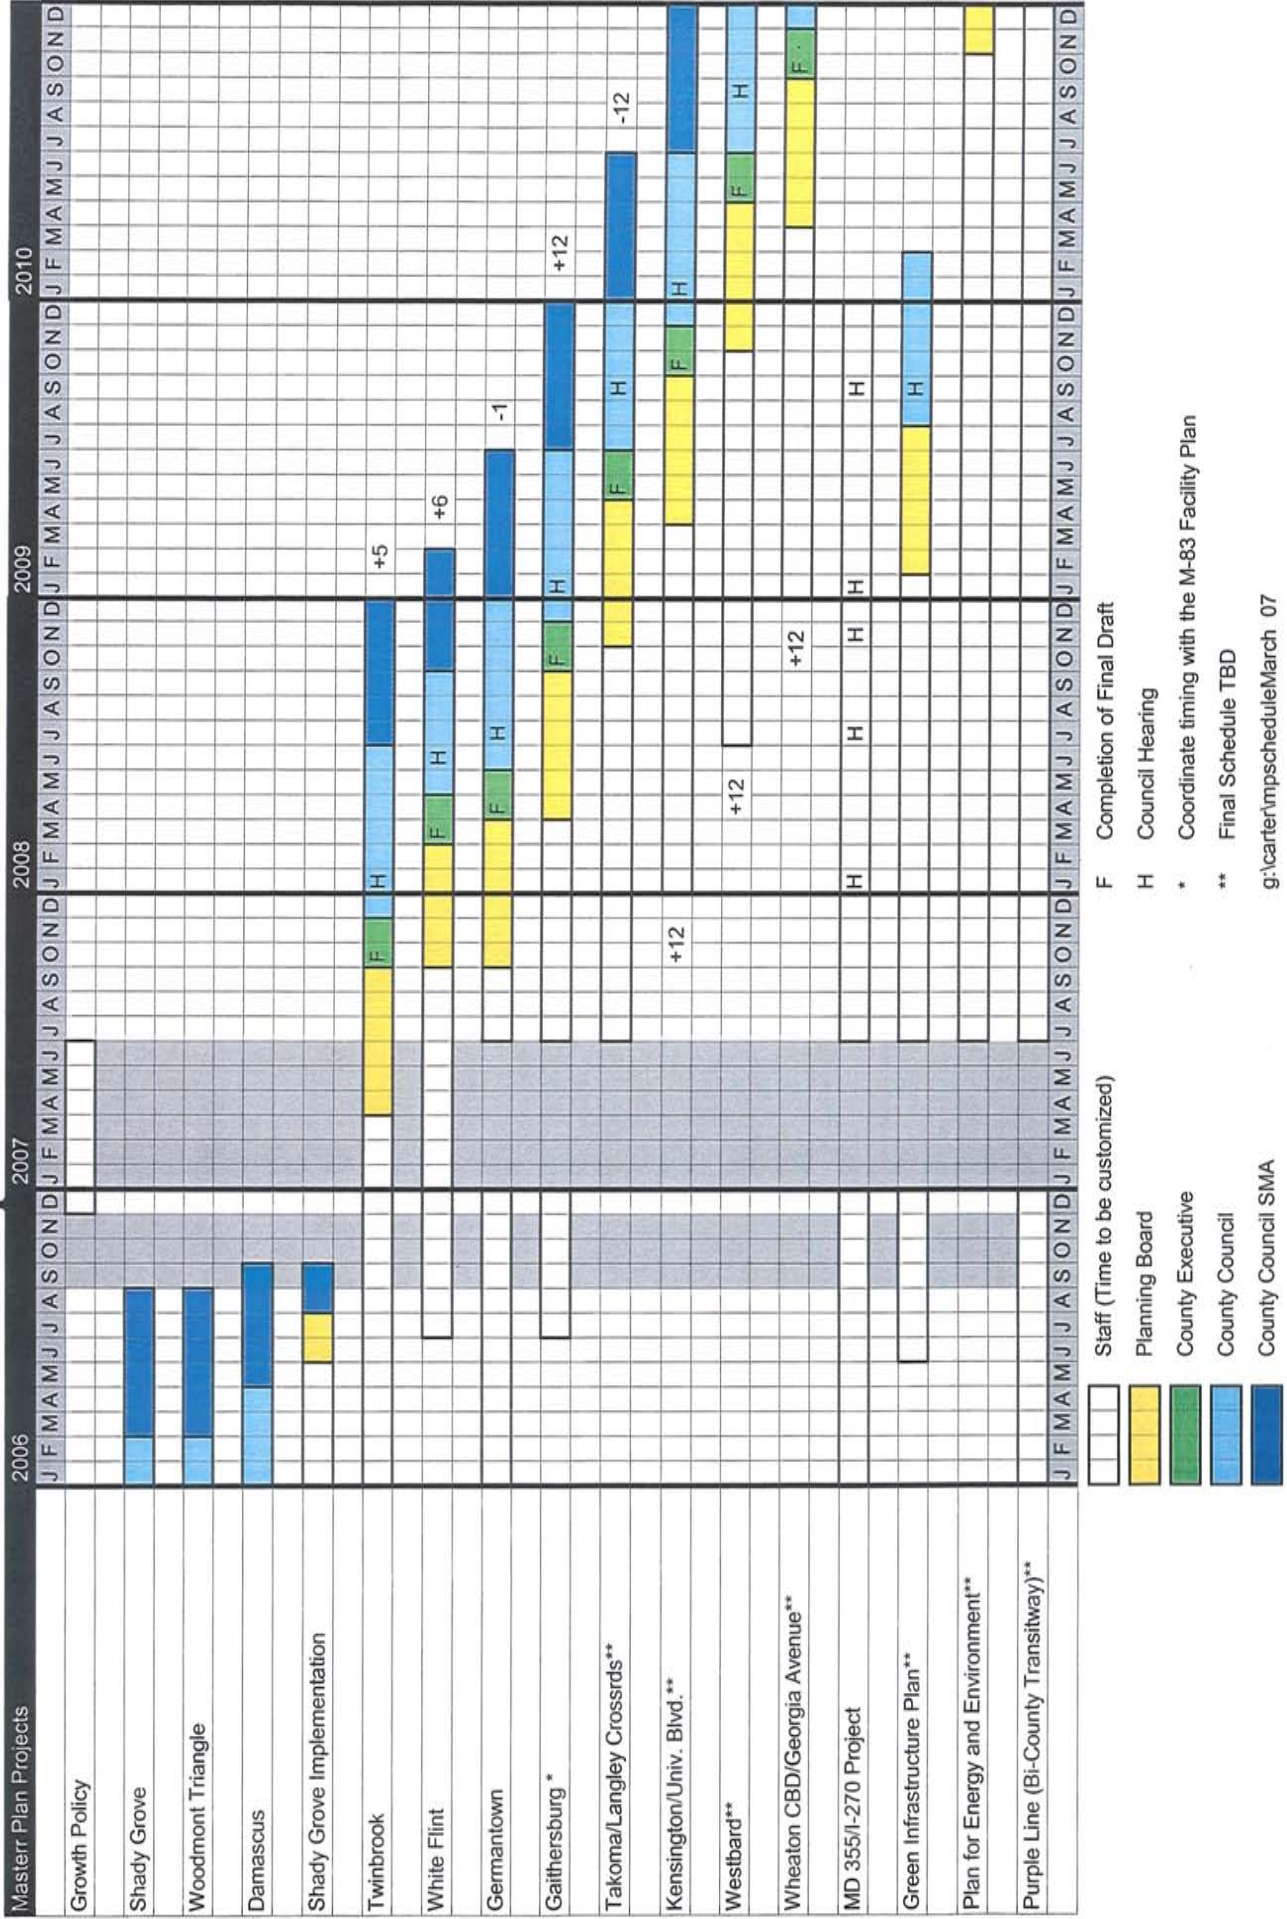 Masterr Plan Projects 2006 2007 2008 2009 2010
J F M A M J J A S O N D J F M A M J J A S O N D J F M A M J J A S O N D J F M A M J J A S O N D J F M A M J J A S O N D
Growth Policy
Shady Grove
Woodmont Triangle
Damascus
Shady Grove Implementation
Twinbrook F H +5
White Flint F H +6
Germantown F H -1
Gaithersburg * F H +12
Takoma/Langley Crossrds** F H -12
Kensington/Univ. Blvd.** +12 F H
Westbard** +12 F H
Wheaton CBD/Georgia Avenue** +12 F
MD 355/I-270 Project H H H H H
Green Infrastructure Plan** H
Plan for Energy and Environment**
Purple Line (Bi-County Transitway)**
J F M A M J J A S O N D J F M A M J J A S O N D J F M A M J J A S O N D J F M A M J J A S O N D J F M A M J J A S O N D
Staff (Time to be customized) F Completion of Final Draft
Planning Board H Council Hearing
County Executive * Coordinate timing with the M-83 Facility Plan
County Council ** Final Schedule TBD
County Council SMA g:\carter\mpscheduleMarch 07